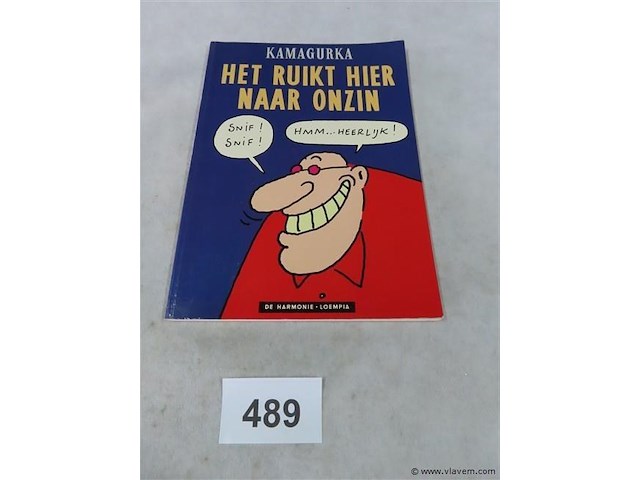 KAMAGURKA
HET RUIKT HIER
NAAR ONZIN
SNIF!
SNIF!
HMM...HEERLIJK!
DE HARMONIE • LOEMPIA
489
© www.vlavem.com